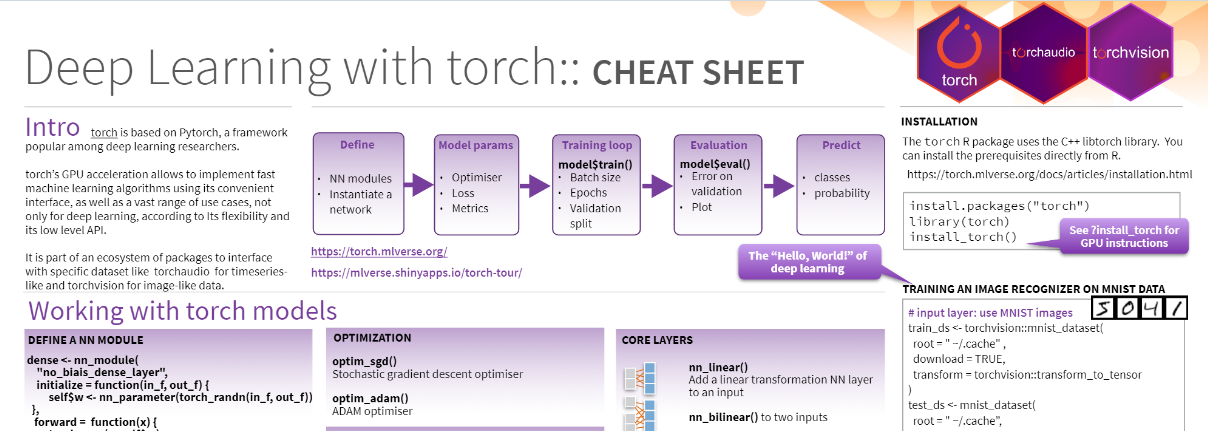 Deep Learning with torch:: CHEAT SHEET
torch
torchaudio
torchvision
Intro torch is based on Pytorch, a framework
popular among deep learning researchers.
torch's GPU acceleration allows to implement fast
machine learning algorithms using its convenient
interface, as well as a vast range of use cases, not
only for deep learning, according to Its flexibility and
its low level API.
It is part of an ecosystem of packages to interface
with specific dataset like torchaudio for timeseries-
like and torchvision for image-like data.
Define
• NN modules
• Instantiate a
network
Model params
• Optimiser
• Loss
• Metrics
Training loop
model$train()
• Batch size
• Epochs
• Validation
split
Evaluation
model$eval()
• Error on
validation
• Plot
Predict
• classes
• probability
https://torch.mlverse.org/
https://mlverse.shinyapps.io/torch-tour/
The “Hello, World!” of
deep learning
INSTALLATION
The torch R package uses the C++ libtorch library. You
can install the prerequisites directly from R.
https://torch.mlverse.org/docs/articles/installation.html
install.packages("torch")
library(torch)
install_torch()
See ?install_torch for
GPU instructions
Working with torch models
DEFINE A NN MODULE
dense <- nn_module(
"no_biais_dense_layer",
initialize = function(in_f, out_f) {
self$w <- nn_parameter(torch_randn(in_f, out_f))
},
forward = function(x) {
OPTIMIZATION
optim_sgd()
Stochastic gradient descent optimiser
optim_adam()
ADAM optimiser
CORE LAYERS
nn_linear()
Add a linear transformation NN layer
to an input
nn_bilinear() to two inputs
TRAINING AN IMAGE RECOGNIZER ON MNIST DATA
5 0 4 1
# input layer: use MNIST images
train_ds <- torchvision::mnist_dataset(
root = " ~/.cache" ,
download = TRUE,
transform = torchvision::transform_to_tensor
)
test_ds <- mnist_dataset(
root = " ~/.cache",